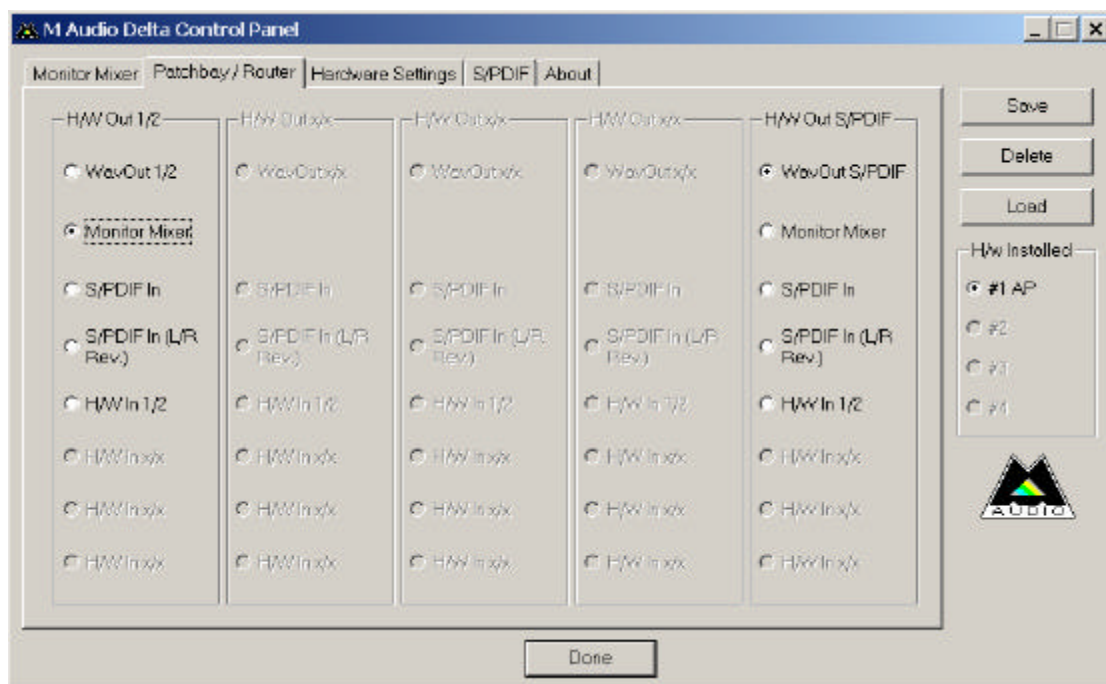 M Audio Delta Control Panel
Monitor Mixer Patchbay / Router Hardware Settings S/PDIF About
H/W Out 1/2 H/W Out x/x H/W Out x/x H/W Out x/x H/W Out S/PDIF
WavOut 1/2 WavOut x/x WavOut x/x WavOut x/x WavOut S/PDIF
Monitor Mixer Monitor Mixer
S/PDIF In S/PDIF In S/PDIF In S/PDIF In S/PDIF In
S/PDIF In (L/R Rev.) S/PDIF In (L/R Rev.) S/PDIF In (L/R Rev.) S/PDIF In (L/R Rev.) S/PDIF In (L/R Rev.)
H/W In 1/2 H/W In 1/2 H/W In 1/2 H/W In 1/2 H/W In 1/2
H/W In x/x H/W In x/x H/W In x/x H/W In x/x H/W In x/x
H/W In x/x H/W In x/x H/W In x/x H/W In x/x H/W In x/x
H/W In x/x H/W In x/x H/W In x/x H/W In x/x H/W In x/x
Save
Delete
Load
H/w Installed
#1 AP
#2
#3
#4
AUDIO
Done